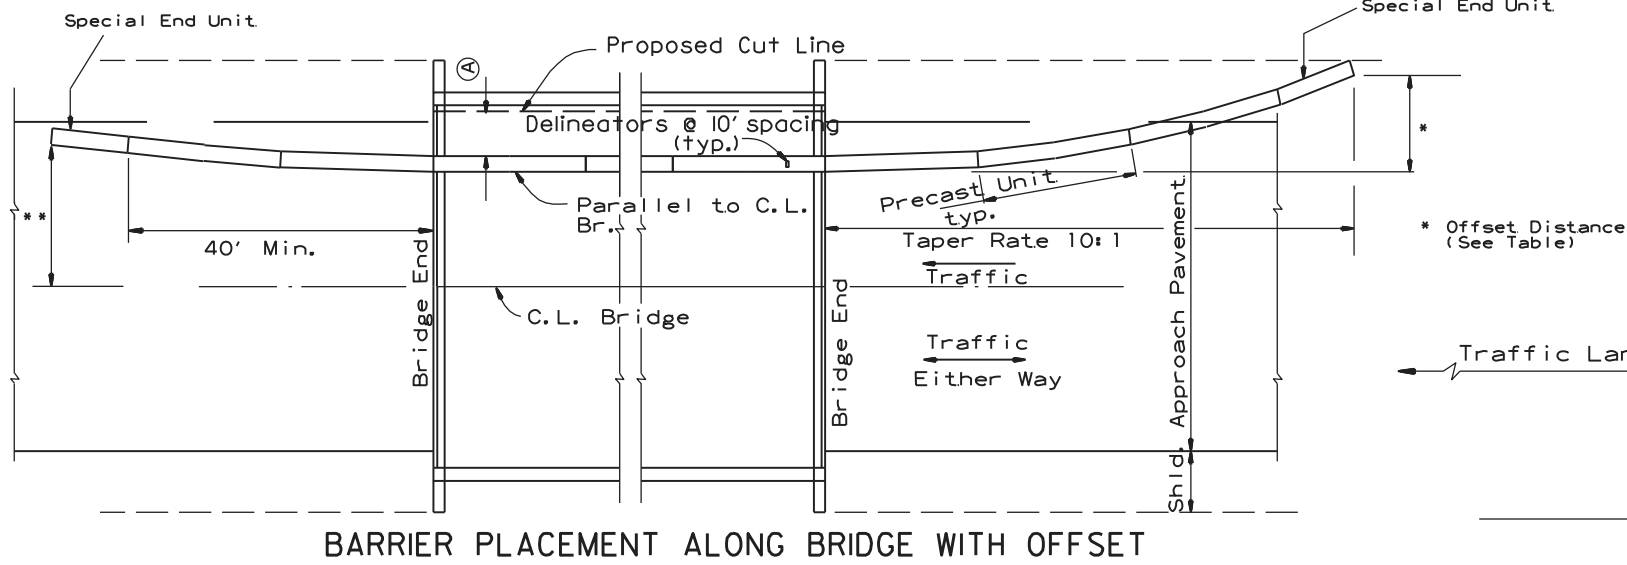 Special End Unit
Special End Unit
A
Proposed Cut Line
Delineators @ 10' spacing
(typ.)
*
Precast Unit
typ.
* *
Parallel to C.L.
Br.
40' Min.
Taper Rate 10:1
* Offset Distance
(See Table)
Traffic
Bridge End
C.L. Bridge
Bridge End
Traffic
Either Way
Shld. Approach Pavement
Traffic Lan
BARRIER PLACEMENT ALONG BRIDGE WITH OFFSET